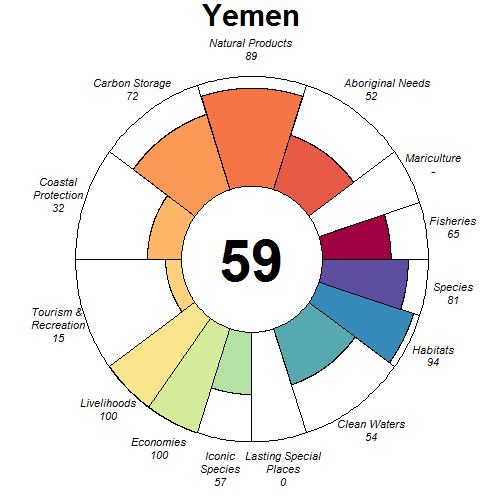 Yemen
Natural Products
89
Carbon Storage
72
Aboriginal Needs
52
Mariculture
-
Coastal
Protection
32
Fisheries
65
59
Species
81
Tourism &
Recreation
15
Habitats
94
Livelihoods
100
Clean Waters
54
Economies
100
Iconic
Species
57
Lasting Special
Places
0